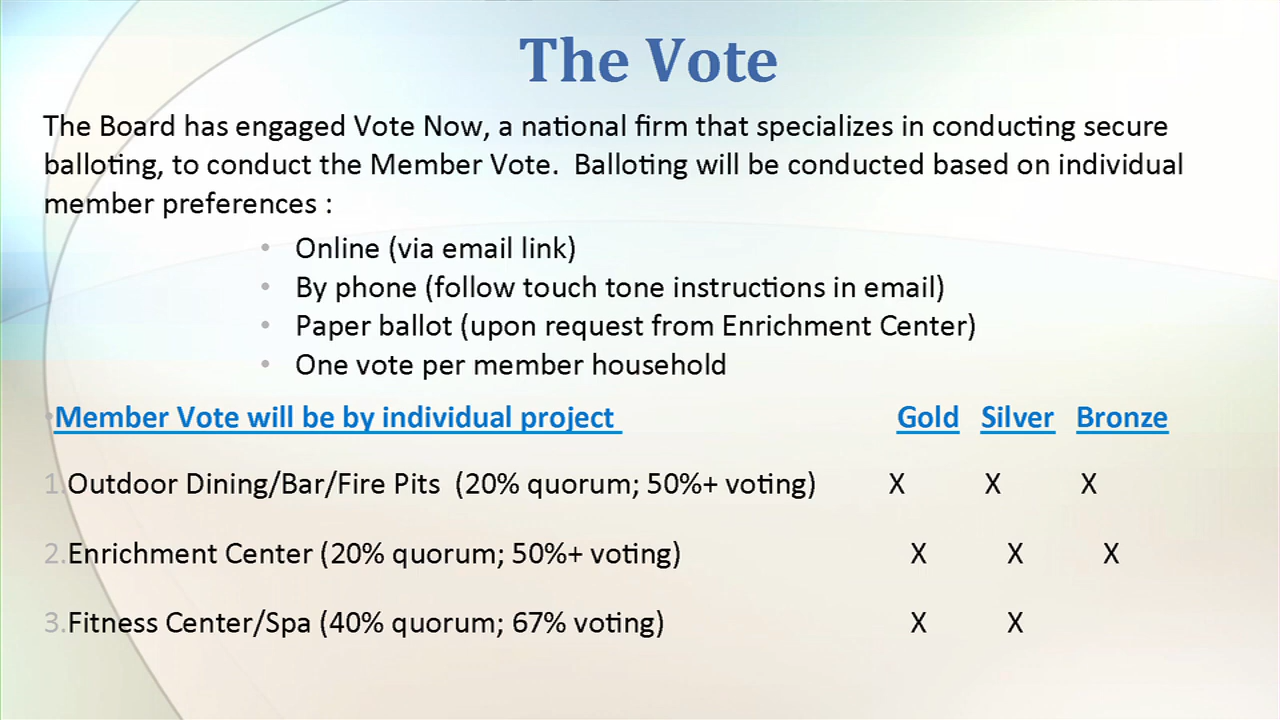 The Vote
The Board has engaged Vote Now, a national firm that specializes in conducting secure
balloting, to conduct the Member Vote.  Balloting will be conducted based on individual
member preferences :
• Online (via email link)
• By phone (follow touch tone instructions in email)
• Paper ballot (upon request from Enrichment Center)
• One vote per member household
•Member Vote will be by individual project Gold Silver Bronze
1.Outdoor Dining/Bar/Fire Pits  (20% quorum; 50%+ voting) X X X
2.Enrichment Center (20% quorum; 50%+ voting) X X X
3.Fitness Center/Spa (40% quorum; 67% voting) X X